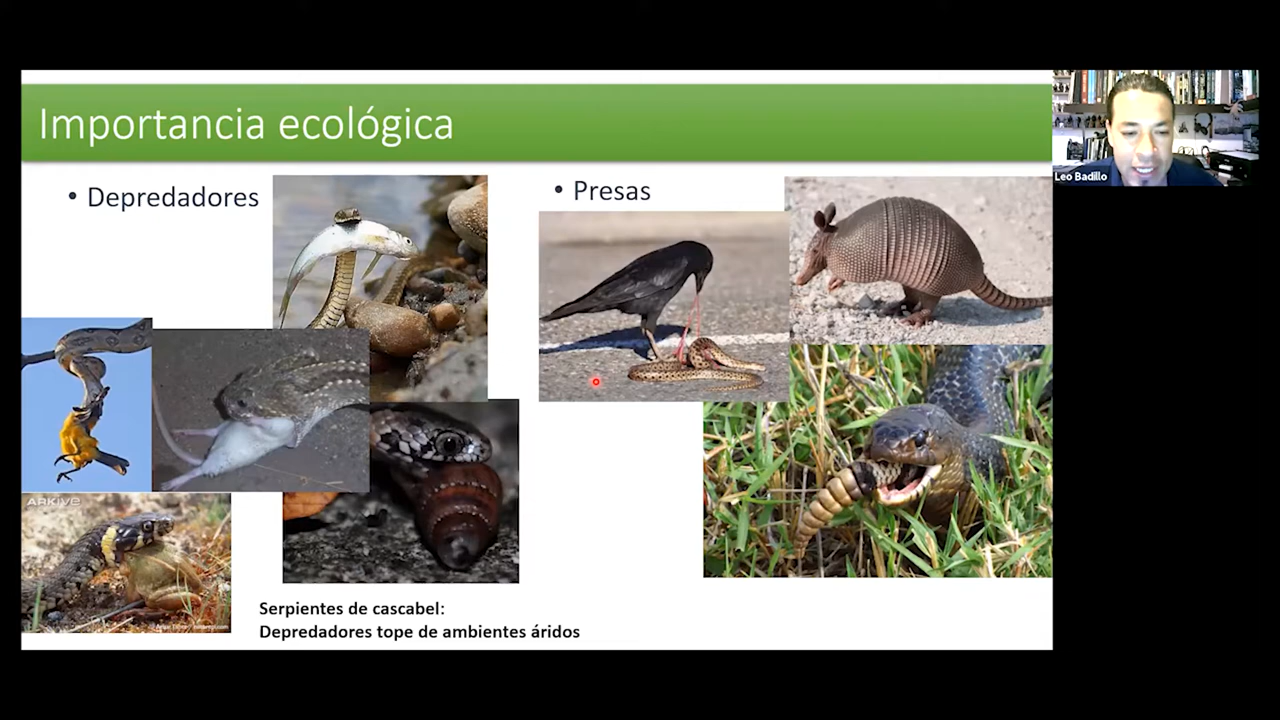 Importancia ecológica
• Depredadores
• Presas
Leo Badillo
ARKIVE
Serpientes de cascabel:
Depredadores tope de ambientes áridos